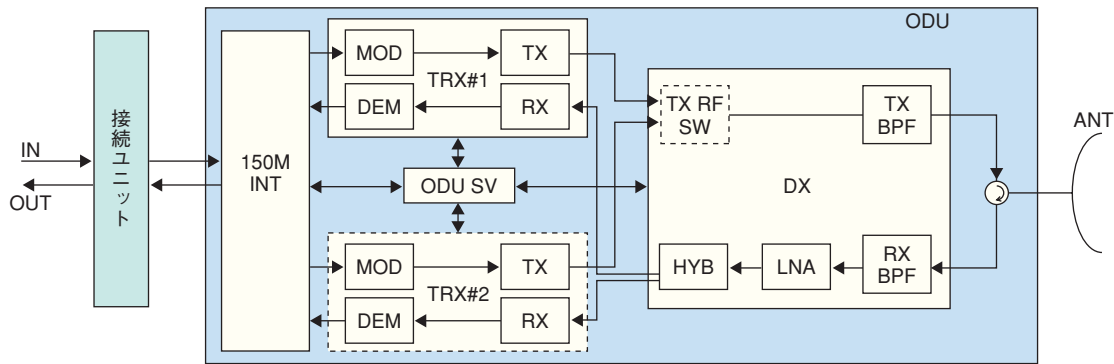 ODU
IN
OUT
接続ユニット
150M
INT
MOD
TX
TRX#1
DEM
RX
ODU SV
MOD
TX
TRX#2
DEM
RX
TX RF
SW
TX
BPF
DX
HYB
LNA
RX
BPF
ANT